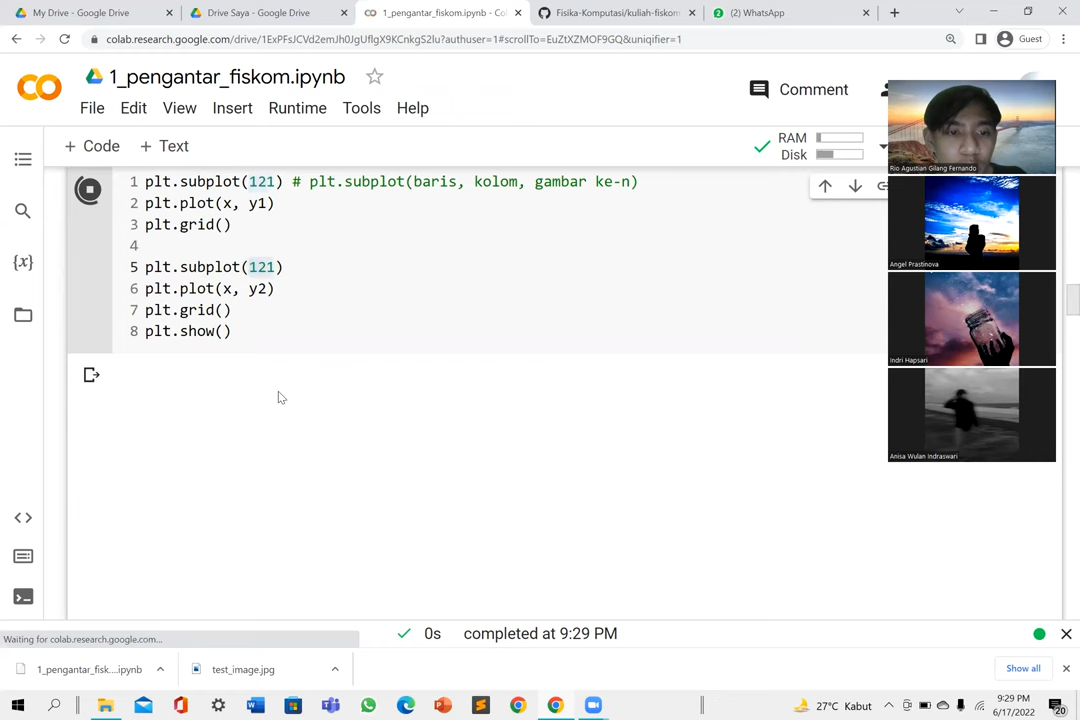 My Drive - Google Drive
Drive Saya - Google Drive
1_pengantar_fiskom.ipynb - Co
Fisika-Komputasi/kuliah-fiskom
(2) WhatsApp
colab.research.google.com/drive/1ExPFsJCVd2emJh0JgUflgX9KCnkgS2lu?authuser=1#scrollTo=EuZtXZMOF9GQ&uniqifier=1
Guest
1_pengantar_fiskom.ipynb
File Edit View Insert Runtime Tools Help
Comment
+ Code + Text
RAM
Disk
1 plt.subplot(121) # plt.subplot(baris, kolom, gambar ke-n)
2 plt.plot(x, y1)
3 plt.grid()
4
5 plt.subplot(121)
6 plt.plot(x, y2)
7 plt.grid()
8 plt.show()
{x}
Rio Agustian Gilang Fernando
Angel Prastinova
Indri Hapsari
Anisa Wulan Indraswari
Waiting for colab.research.google.com...
0s completed at 9:29 PM
1_pengantar_fisk....ipynb
test_image.jpg
Show all
27°C Kabut
9:29 PM
6/17/2022
20